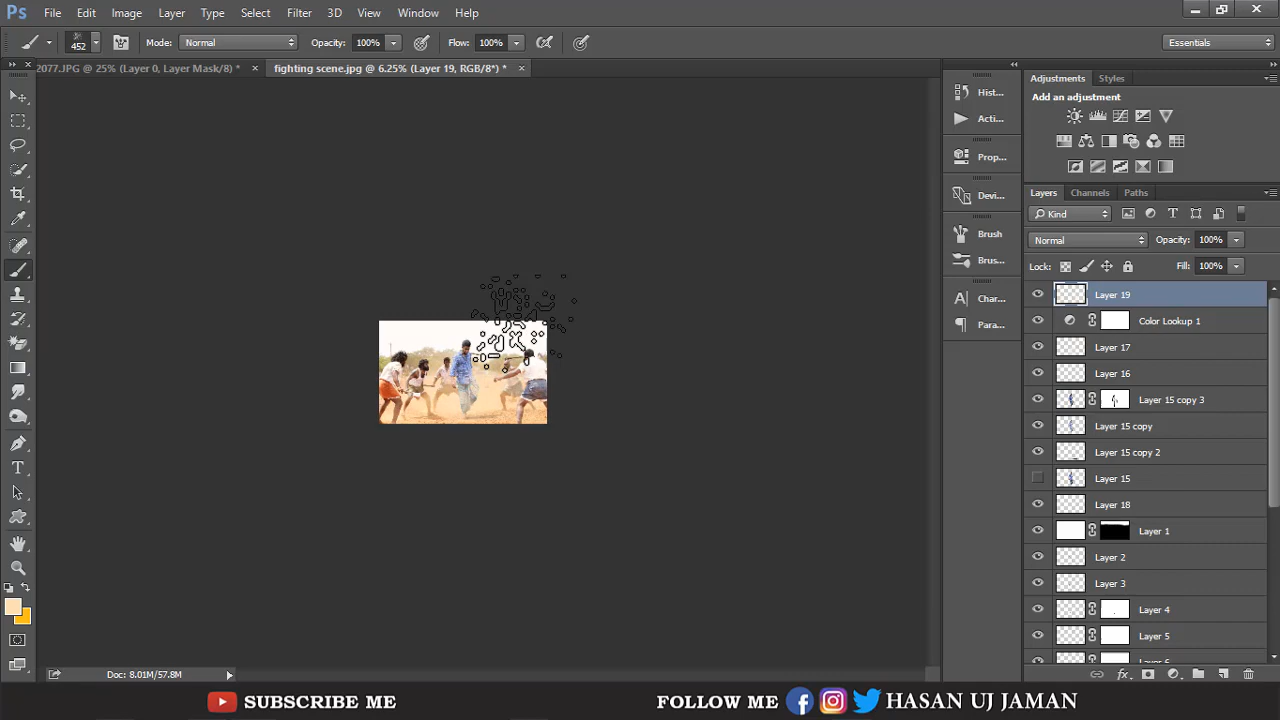 Ps File Edit Image Layer Type Select Filter 3D View Window Help
452 Mode: Normal Opacity: 100% Flow: 100% Essentials
2077.JPG @ 25% (Layer 0, Layer Mask/8) * × fighting scene.jpg @ 6.25% (Layer 19, RGB/8*) * ×
Hist...
Acti...
Prop...
Devi...
Brush
Brus...
Char...
Para...
Adjustments Styles
Add an adjustment
Layers Channels Paths
Kind
Normal Opacity: 100%
Lock: Fill: 100%
Layer 19
Color Lookup 1
Layer 17
Layer 16
Layer 15 copy 3
Layer 15 copy
Layer 15 copy 2
Layer 15
Layer 18
Layer 1
Layer 2
Layer 3
Layer 4
Layer 5
Layer 6
Doc: 8.01M/57.8M
SUBSCRIBE ME FOLLOW ME HASAN UJ JAMAN